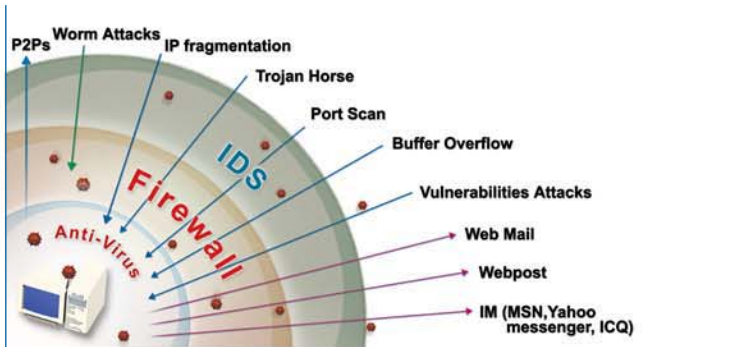 P2Ps
Worm Attacks
IP fragmentation
Trojan Horse
Port Scan
Buffer Overflow
Vulnerabilities Attacks
Web Mail
Webpost
IM (MSN,Yahoo
messenger, ICQ)
IDS
Firewall
Anti-Virus